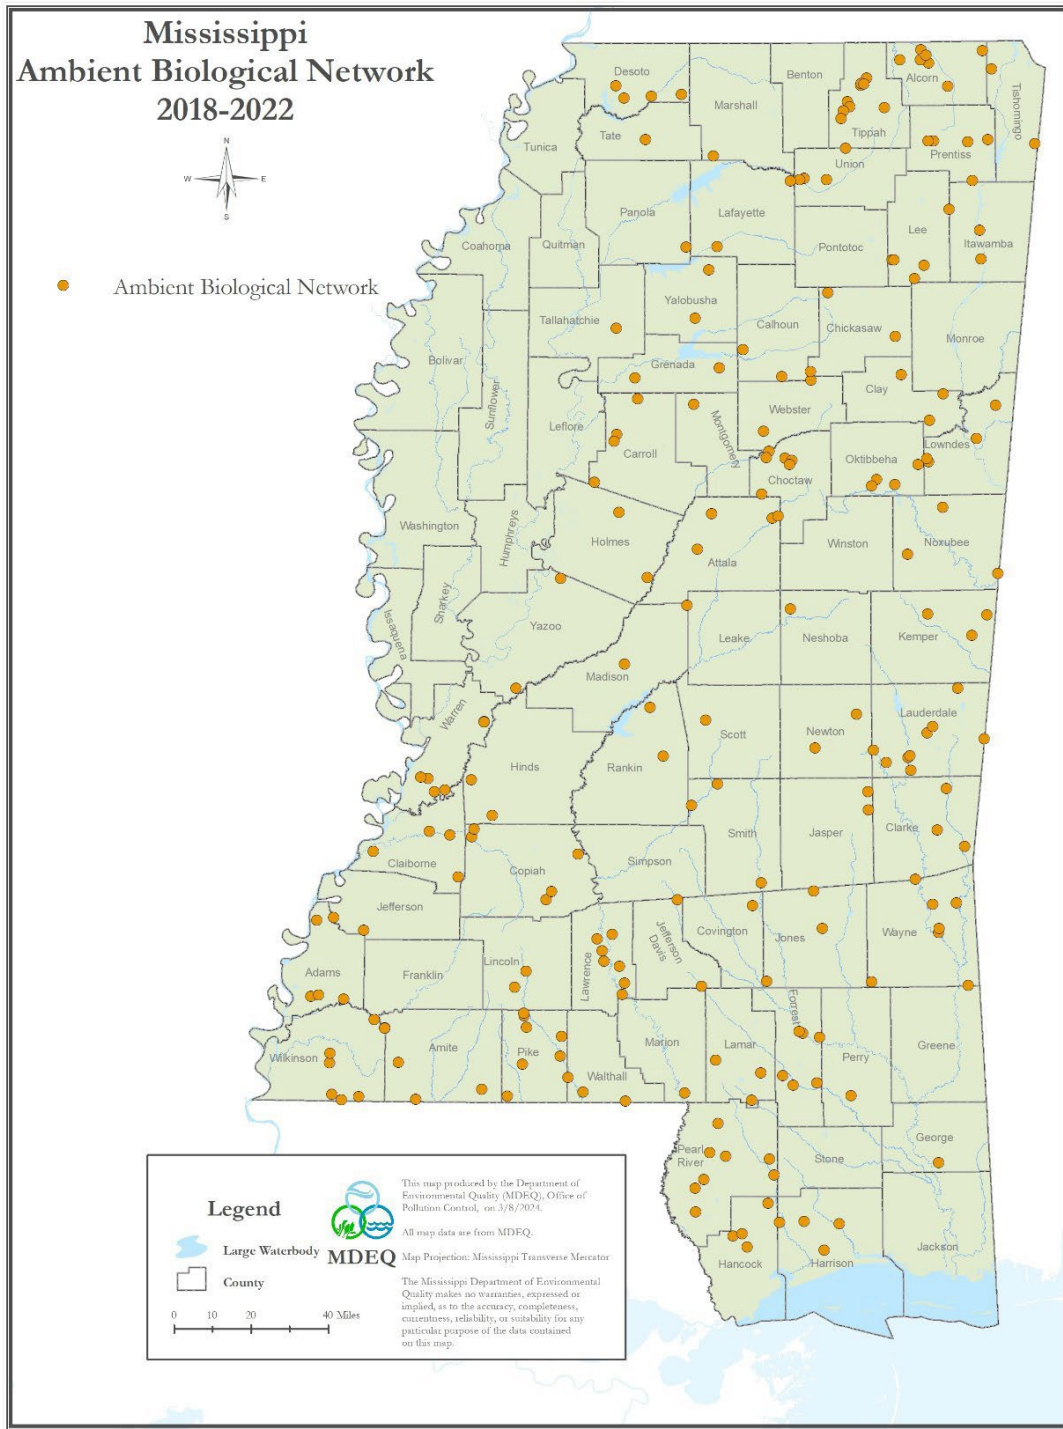 Mississippi
Ambient Biological Network
2018-2022
N
W
E
S
Ambient Biological Network
Desoto
Benton
Alcorn
Tishomingo
Marshall
Tippah
Tate
Tunica
Prentiss
Union
Panola
Lafayette
Lee
Itawamba
Coahoma
Quitman
Pontotoc
Yalobusha
Tallahatchie
Calhoun
Chickasaw
Monroe
Bolivar
Grenada
Clay
Sunflower
Webster
Leflore
Montgomery
Carroll
Lowndes
Oktibbeha
Choctaw
Washington
Humphreys
Holmes
Attala
Winston
Noxubee
Sharkey
Issaquena
Yazoo
Leake
Neshoba
Kemper
Madison
Warren
Lauderdale
Scott
Newton
Hinds
Rankin
Smith
Jasper
Clarke
Claiborne
Simpson
Copiah
Jefferson
Jefferson
Davis
Covington
Jones
Wayne
Lincoln
Lawrence
Adams
Franklin
Forrest
Wilkinson
Amite
Pike
Walthall
Marion
Lamar
Perry
Greene
George
Pearl
River
Stone
Jackson
Hancock
Harrison
Legend
Large Waterbody
County
0 10 20 40 Miles
MDEQ
This map produced by the Department of
Environmental Quality (MDEQ), Office of
Pollution Control, on 3/8/2024.
All map data are from MDEQ.
Map Projection: Mississippi Transverse Mercator
The Mississippi Department of Environmental
Quality makes no warranties, expressed or
implied, as to the accuracy, completeness,
currentness, reliability, or suitability for any
particular purpose of the data contained
on this map.